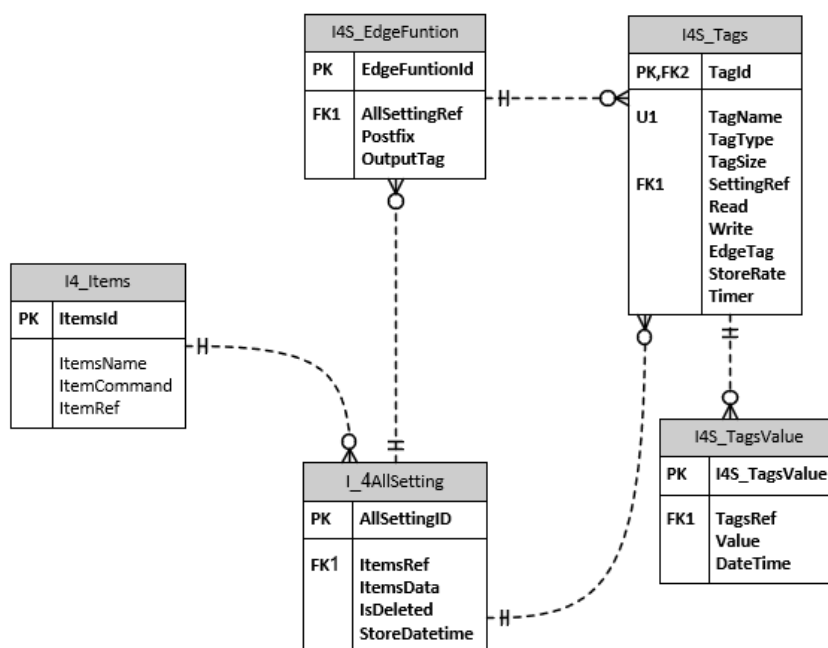 I4S_EdgeFuntion
PK EdgeFuntionId
FK1 AllSettingRef
Postfix
OutputTag
I4S_Tags
PK,FK2 TagId
U1 TagName
TagType
TagSize
FK1 SettingRef
Read
Write
EdgeTag
StoreRate
Timer
I4_Items
PK ItemsId
ItemsName
ItemCommand
ItemRef
I_4AllSetting
PK AllSettingID
FK1 ItemsRef
ItemsData
IsDeleted
StoreDatetime
I4S_TagsValue
PK I4S_TagsValue
FK1 TagsRef
Value
DateTime